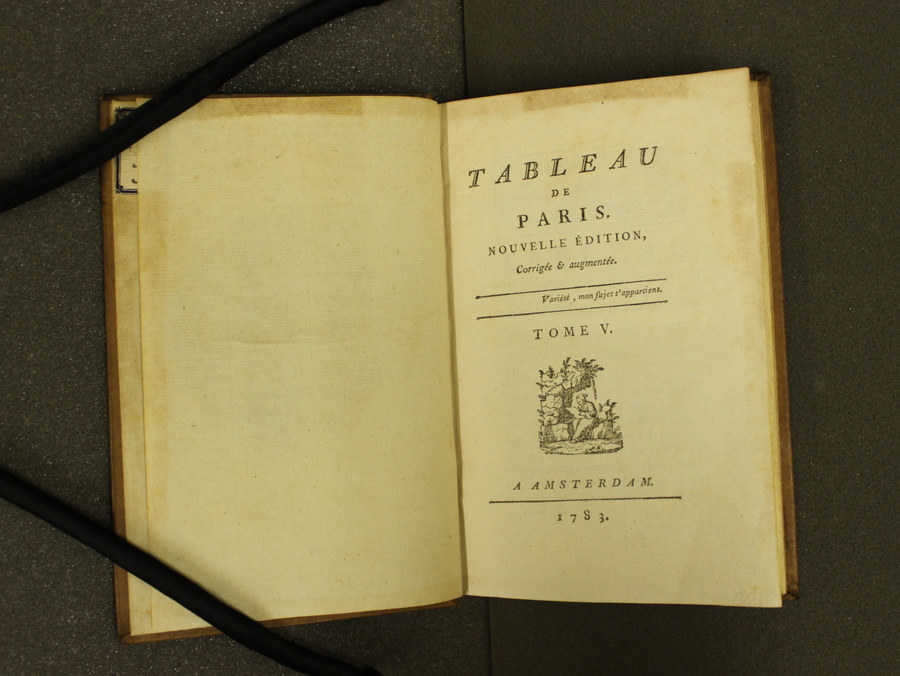 TABLEAU
DE
PARIS.
NOUVELLE ÉDITION,
Corrigée & augmentée.
Variété, mon ſujet t'appartient.
TOME V.
A AMSTERDAM.
1783.